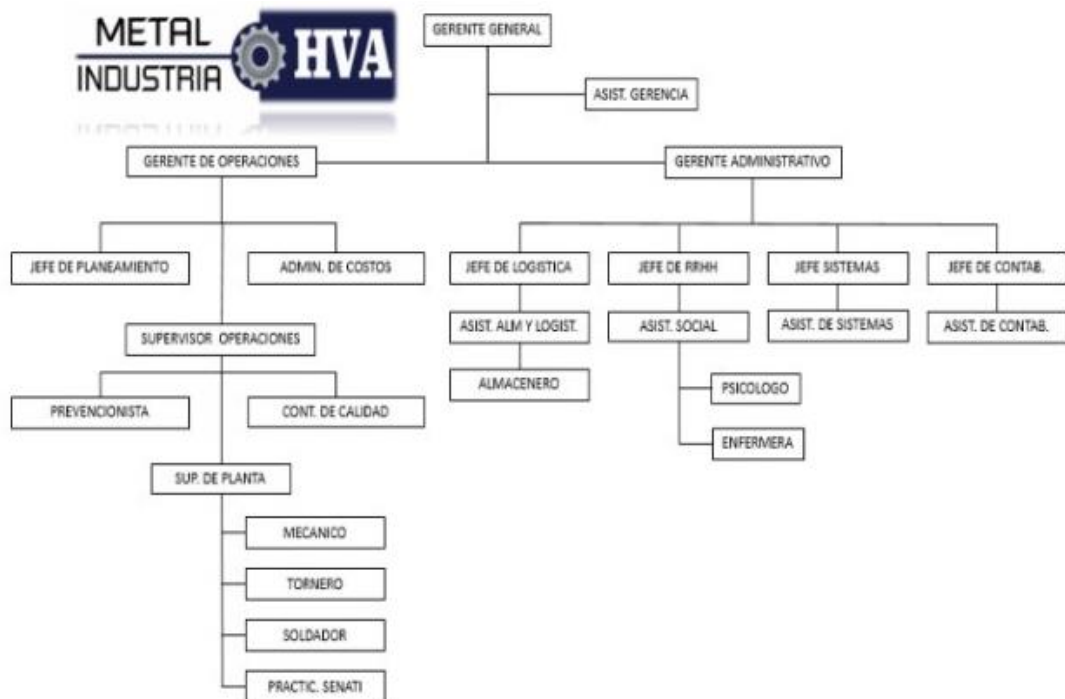 METAL
INDUSTRIA
HVA
GERENTE GENERAL
ASIST. GERENCIA
GERENTE DE OPERACIONES
GERENTE ADMINISTRATIVO
JEFE DE PLANEAMIENTO
ADMIN. DE COSTOS
JEFE DE LOGISTICA
JEFE DE RRHH
JEFE SISTEMAS
JEFE DE CONTAB.
SUPERVISOR OPERACIONES
ASIST. ALM Y LOGIST.
ASIST. SOCIAL
ASIST. DE SISTEMAS
ASIST. DE CONTAB.
PREVENCIONISTA
CONT. DE CALIDAD
ALMACENERO
PSICOLOGO
ENFERMERA
SUP. DE PLANTA
MECANICO
TORNERO
SOLDADOR
PRACTIC. SENATI